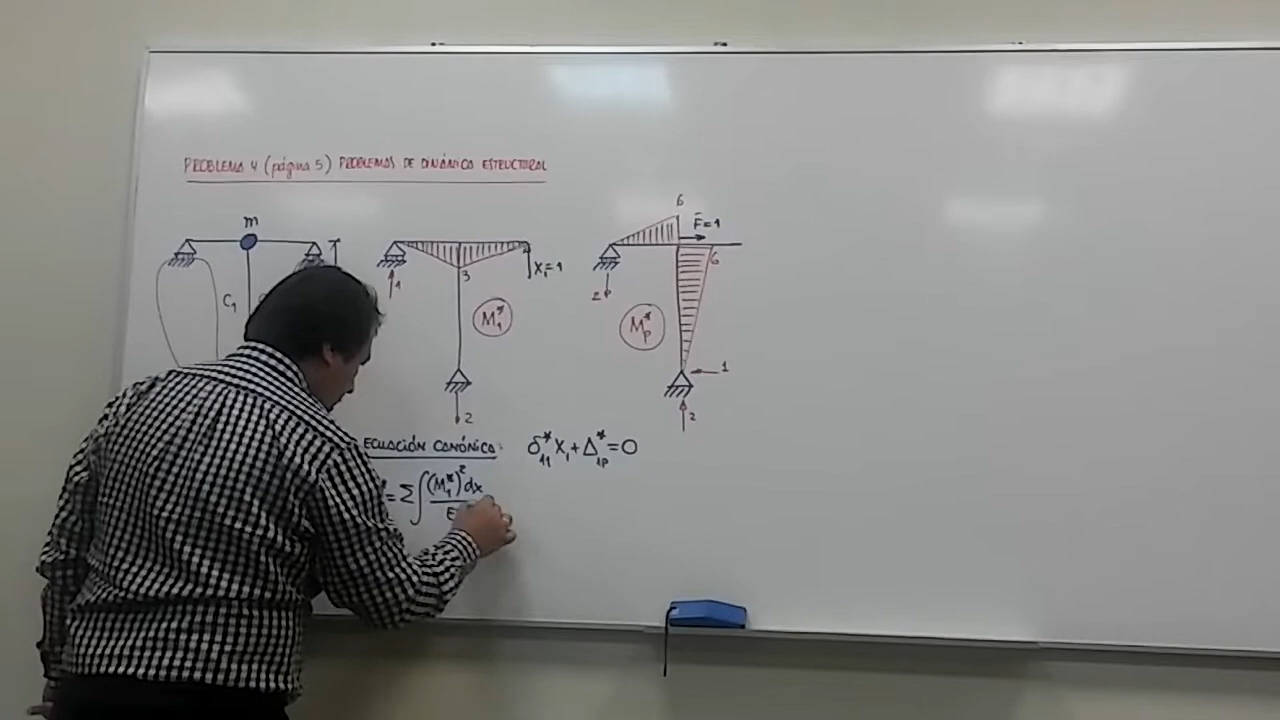 PROBLEMA 4 (página 5) PROBLEMAS DE DINÁMICA ESTRUCTURAL
m
C₁
1
3
X₁=1
M₁*
2
6
F̄=1
6
2
Mₚ*
1
2
ECUACIÓN CANÓNICA: δ₁₁* X₁ + Δ₁ₚ* = 0
= Σ∫ (M₁*)² dx / E